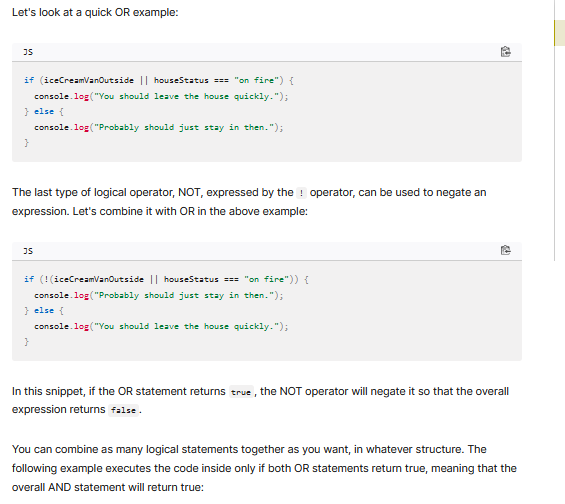 Let's look at a quick OR example:
JS
if (iceCreamVanOutside || houseStatus === "on fire") {
  console.log("You should leave the house quickly.");
} else {
  console.log("Probably should just stay in then.");
}
The last type of logical operator, NOT, expressed by the ! operator, can be used to negate an
expression. Let's combine it with OR in the above example:
JS
if (!(iceCreamVanOutside || houseStatus === "on fire")) {
  console.log("Probably should just stay in then.");
} else {
  console.log("You should leave the house quickly.");
}
In this snippet, if the OR statement returns true, the NOT operator will negate it so that the overall
expression returns false.
You can combine as many logical statements together as you want, in whatever structure. The
following example executes the code inside only if both OR statements return true, meaning that the
overall AND statement will return true: